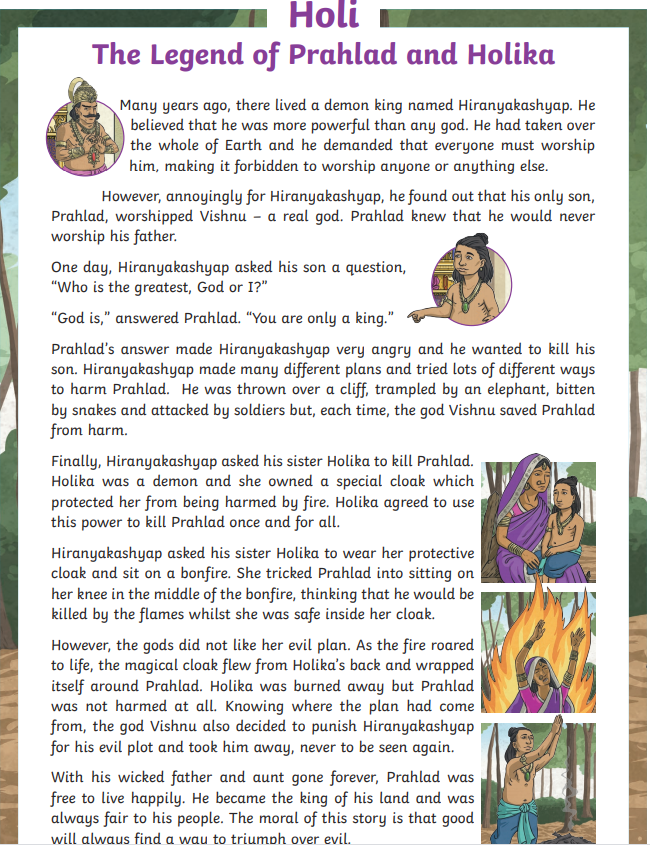 Holi
The Legend of Prahlad and Holika
Many years ago, there lived a demon king named Hiranyakashyap. He
believed that he was more powerful than any god. He had taken over
the whole of Earth and he demanded that everyone must worship
him, making it forbidden to worship anyone or anything else.
However, annoyingly for Hiranyakashyap, he found out that his only son,
Prahlad, worshipped Vishnu – a real god. Prahlad knew that he would never
worship his father.
One day, Hiranyakashyap asked his son a question,
“Who is the greatest, God or I?”
“God is,” answered Prahlad. “You are only a king.”
Prahlad’s answer made Hiranyakashyap very angry and he wanted to kill his
son. Hiranyakashyap made many different plans and tried lots of different ways
to harm Prahlad. He was thrown over a cliff, trampled by an elephant, bitten
by snakes and attacked by soldiers but, each time, the god Vishnu saved Prahlad
from harm.
Finally, Hiranyakashyap asked his sister Holika to kill Prahlad.
Holika was a demon and she owned a special cloak which
protected her from being harmed by fire. Holika agreed to use
this power to kill Prahlad once and for all.
Hiranyakashyap asked his sister Holika to wear her protective
cloak and sit on a bonfire. She tricked Prahlad into sitting on
her knee in the middle of the bonfire, thinking that he would be
killed by the flames whilst she was safe inside her cloak.
However, the gods did not like her evil plan. As the fire roared
to life, the magical cloak flew from Holika’s back and wrapped
itself around Prahlad. Holika was burned away but Prahlad
was not harmed at all. Knowing where the plan had come
from, the god Vishnu also decided to punish Hiranyakashyap
for his evil plot and took him away, never to be seen again.
With his wicked father and aunt gone forever, Prahlad was
free to live happily. He became the king of his land and was
always fair to his people. The moral of this story is that good
will always find a way to triumph over evil.